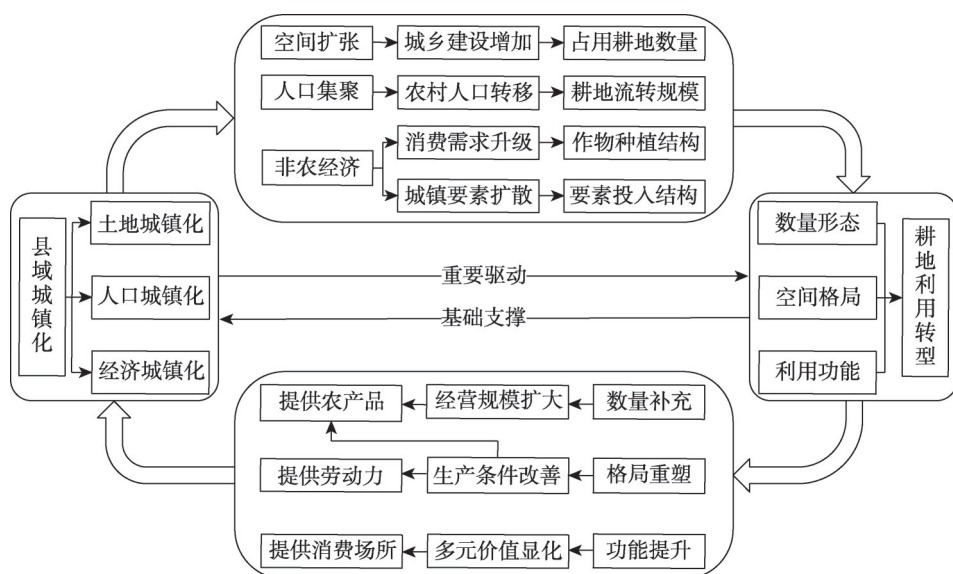 空间扩张
城乡建设增加
占用耕地数量
人口集聚
农村人口转移
耕地流转规模
非农经济
消费需求升级
作物种植结构
城镇要素扩散
要素投入结构
县域城镇化
土地城镇化
人口城镇化
经济城镇化
重要驱动
基础支撑
数量形态
空间格局
利用功能
耕地利用转型
提供农产品
经营规模扩大
数量补充
提供劳动力
生产条件改善
格局重塑
提供消费场所
多元价值显化
功能提升